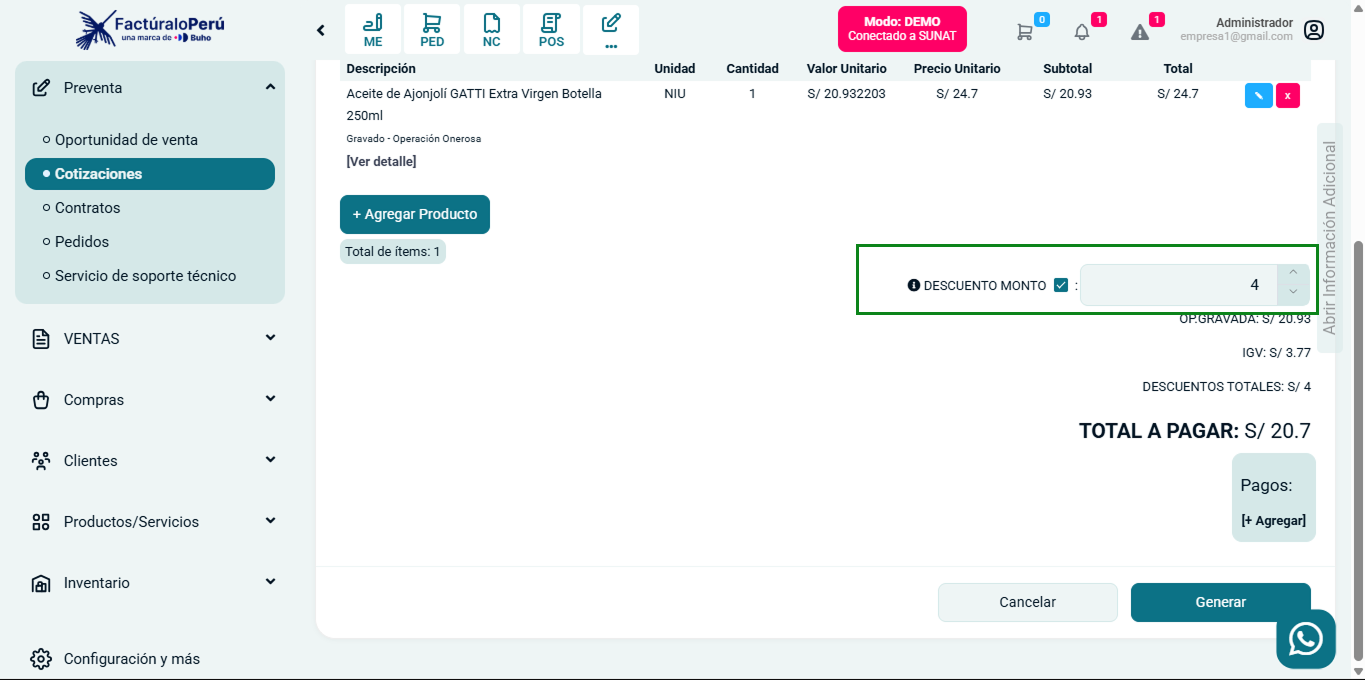 FactúraloPerú
una marca de Buho
ME
PED
NC
POS
...
Modo: DEMO
Conectado a SUNAT
0
1
1
Administrador
empresa1@gmail.com
Preventa
Oportunidad de venta
Cotizaciones
Contratos
Pedidos
Servicio de soporte técnico
VENTAS
Compras
Clientes
Productos/Servicios
Inventario
Configuración y más
Descripción Unidad Cantidad Valor Unitario Precio Unitario Subtotal Total
Aceite de Ajonjolí GATTI Extra Virgen Botella NIU 1 S/ 20.932203 S/ 24.7 S/ 20.93 S/ 24.7 x
250ml
Gravado - Operación Onerosa
[Ver detalle]
+ Agregar Producto
Total de ítems: 1
DESCUENTO MONTO : 4
OP.GRAVADA: S/ 20.93
IGV: S/ 3.77
DESCUENTOS TOTALES: S/ 4
TOTAL A PAGAR: S/ 20.7
Pagos:
[+ Agregar]
Cancelar
Generar
Abrir Información Adicional